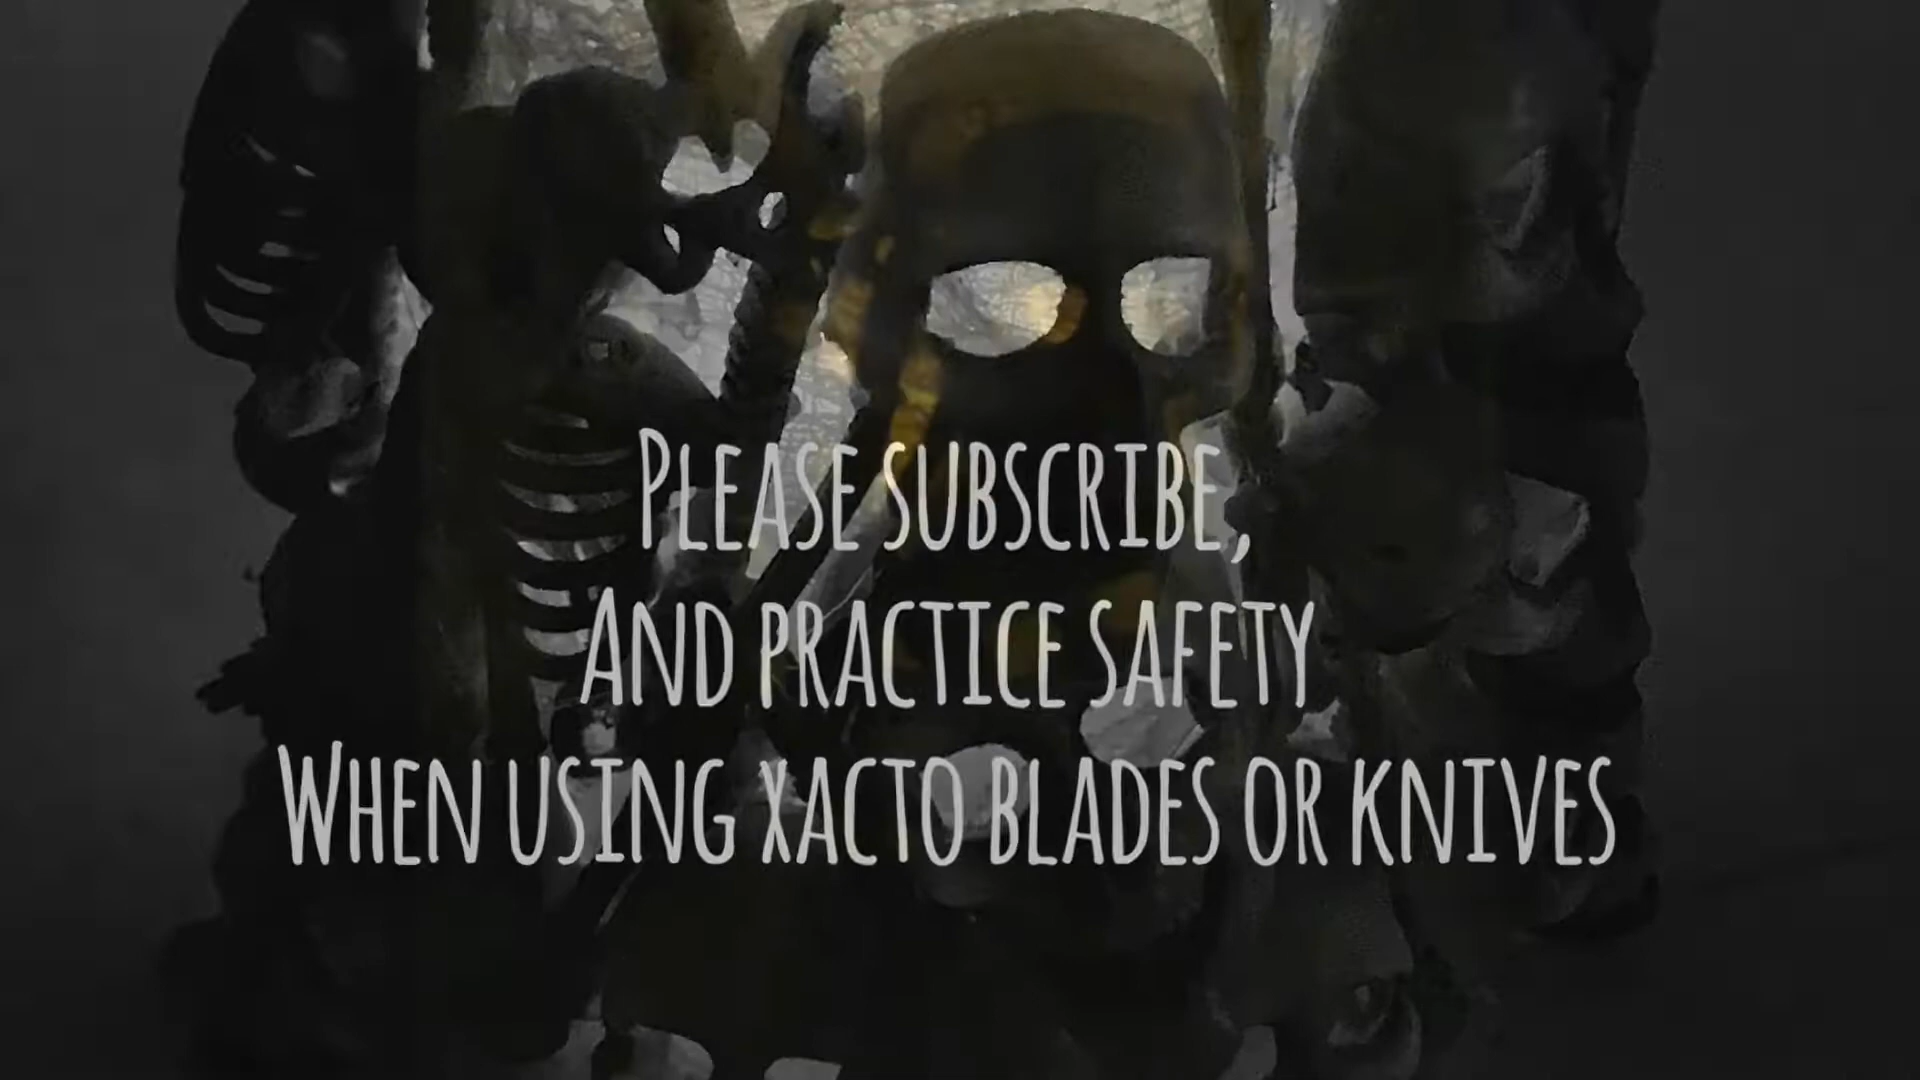 Please subscribe,
And practice safety
When using xacto blades or knives